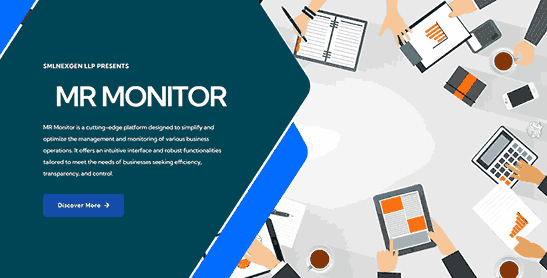 SMLNEXGEN LLP PRESENTS
MR MONITOR
MR Monitor is a cutting-edge platform designed to simplify and
optimize the management and monitoring of various business
operations. It offers an intuitive interface and robust functionalities
tailored to meet the needs of businesses seeking efficiency,
transparency, and control.
Discover More →